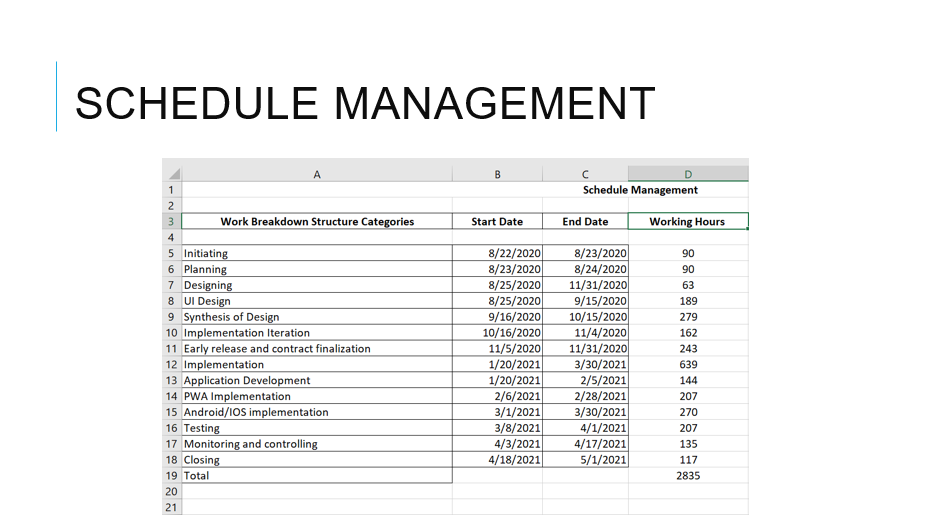 SCHEDULE MANAGEMENT
A B C D
1 Schedule Management
2
3 Work Breakdown Structure Categories Start Date End Date Working Hours
4
5 Initiating 8/22/2020 8/23/2020 90
6 Planning 8/23/2020 8/24/2020 90
7 Designing 8/25/2020 11/31/2020 63
8 UI Design 8/25/2020 9/15/2020 189
9 Synthesis of Design 9/16/2020 10/15/2020 279
10 Implementation Iteration 10/16/2020 11/4/2020 162
11 Early release and contract finalization 11/5/2020 11/31/2020 243
12 Implementation 1/20/2021 3/30/2021 639
13 Application Development 1/20/2021 2/5/2021 144
14 PWA Implementation 2/6/2021 2/28/2021 207
15 Android/IOS implementation 3/1/2021 3/30/2021 270
16 Testing 3/8/2021 4/1/2021 207
17 Monitoring and controlling 4/3/2021 4/17/2021 135
18 Closing 4/18/2021 5/1/2021 117
19 Total 2835
20
21